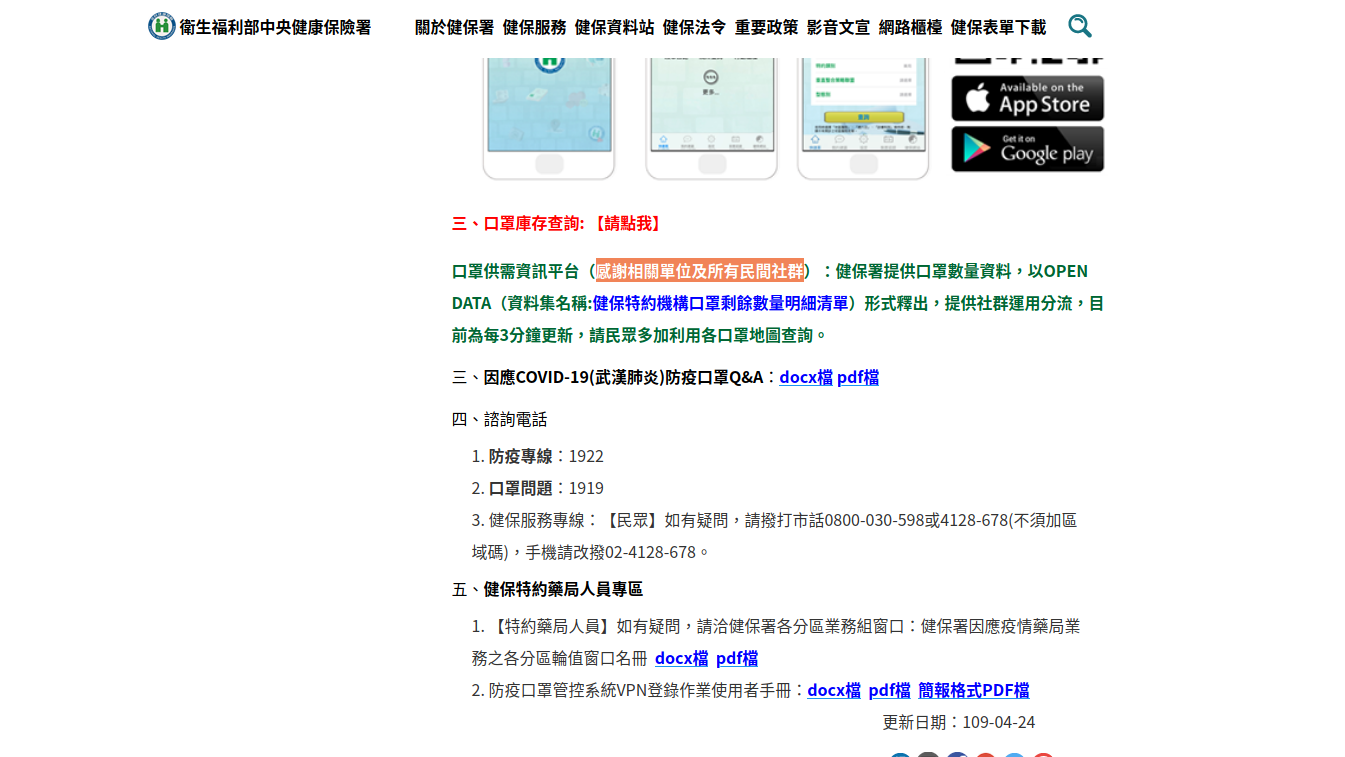 衛生福利部中央健康保險署
關於健保署 健保服務 健保資料站 健保法令 重要政策 影音文宣 網路櫃檯 健保表單下載
更多...
查詢
Available on the
App Store
Get it on
Google play
三、口罩庫存查詢: 【請點我】
口罩供需資訊平台（感謝相關單位及所有民間社群）：健保署提供口罩數量資料，以OPEN
DATA（資料集名稱:健保特約機構口罩剩餘數量明細清單）形式釋出，提供社群運用分流，目
前為每3分鐘更新，請民眾多加利用各口罩地圖查詢。
三、因應COVID-19(武漢肺炎)防疫口罩Q&A：docx檔 pdf檔
四、諮詢電話
1. 防疫專線：1922
2. 口罩問題：1919
3. 健保服務專線：【民眾】如有疑問，請撥打市話0800-030-598或4128-678(不須加區
域碼)，手機請改撥02-4128-678。
五、健保特約藥局人員專區
1. 【特約藥局人員】如有疑問，請洽健保署各分區業務組窗口：健保署因應疫情藥局業
務之各分區輪值窗口名冊 docx檔 pdf檔
2. 防疫口罩管控系統VPN登錄作業使用者手冊：docx檔 pdf檔 簡報格式PDF檔
更新日期：109-04-24